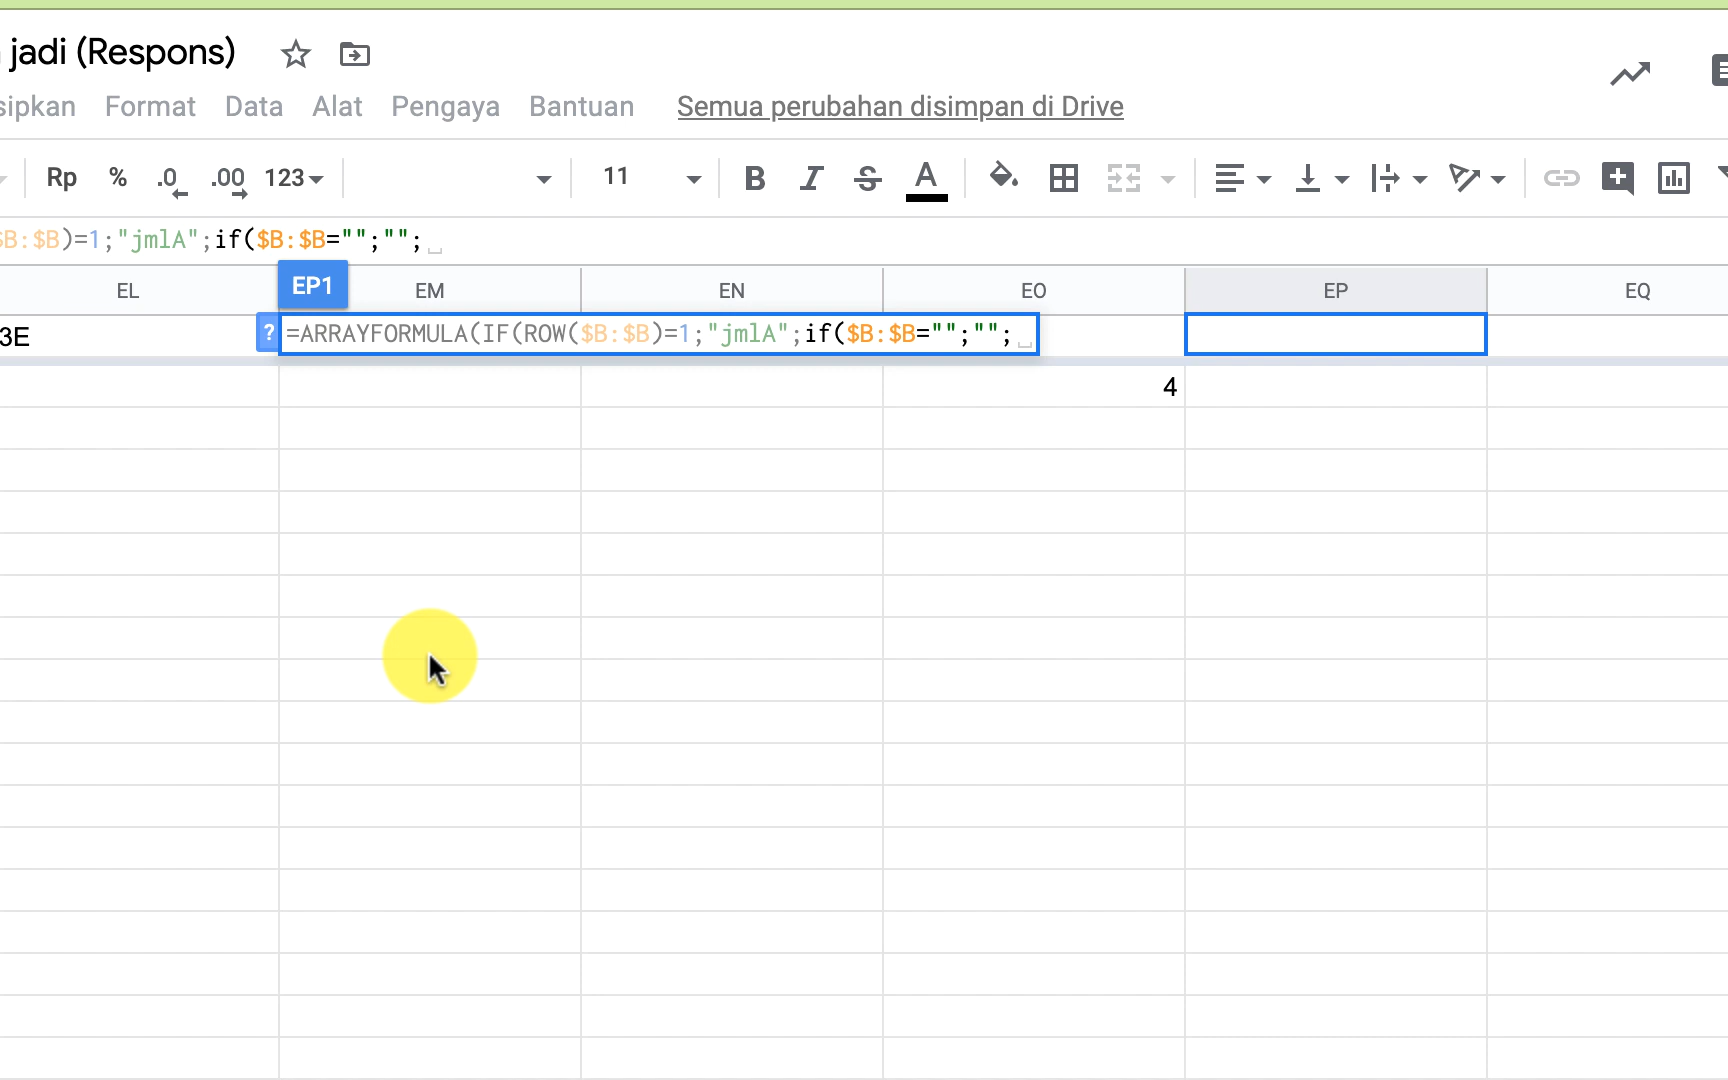 jadi (Respons)
sipkan Format Data Alat Pengaya Bantuan Semua perubahan disimpan di Drive
Rp % .0 .00 123 11 B I S A
$B:$B)=1;"jmlA";if($B:$B="";"";
EP1
EL EM EN EO EP EQ
3E ? =ARRAYFORMULA(IF(ROW($B:$B)=1;"jmlA";if($B:$B="";"";
4